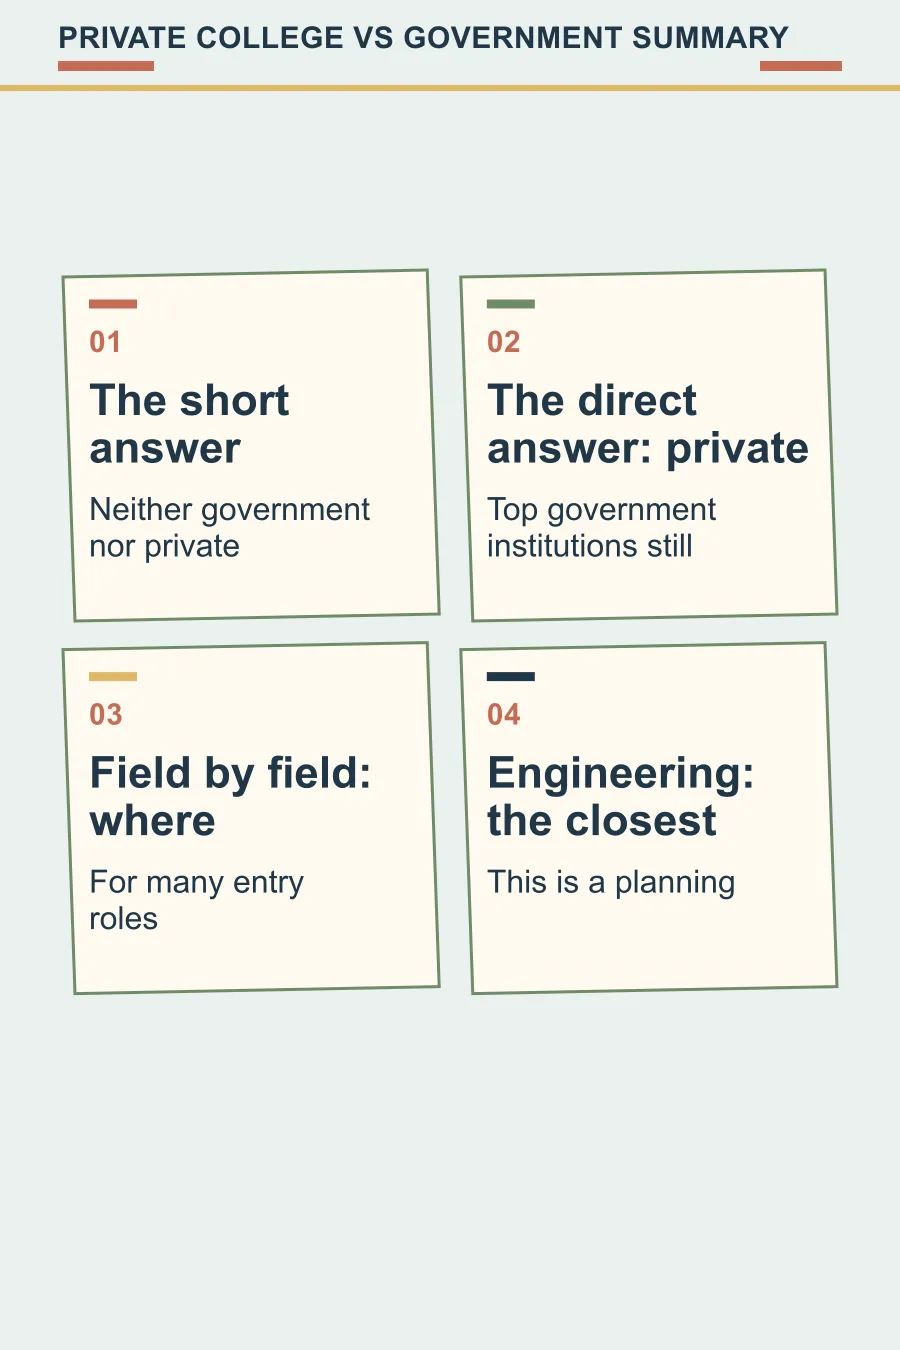 PRIVATE COLLEGE VS GOVERNMENT SUMMARY
01
The short
answer
Neither government
nor private
02
The direct
answer: private
Top government
institutions still
03
Field by field:
where
For many entry
roles
04
Engineering:
the closest
This is a planning